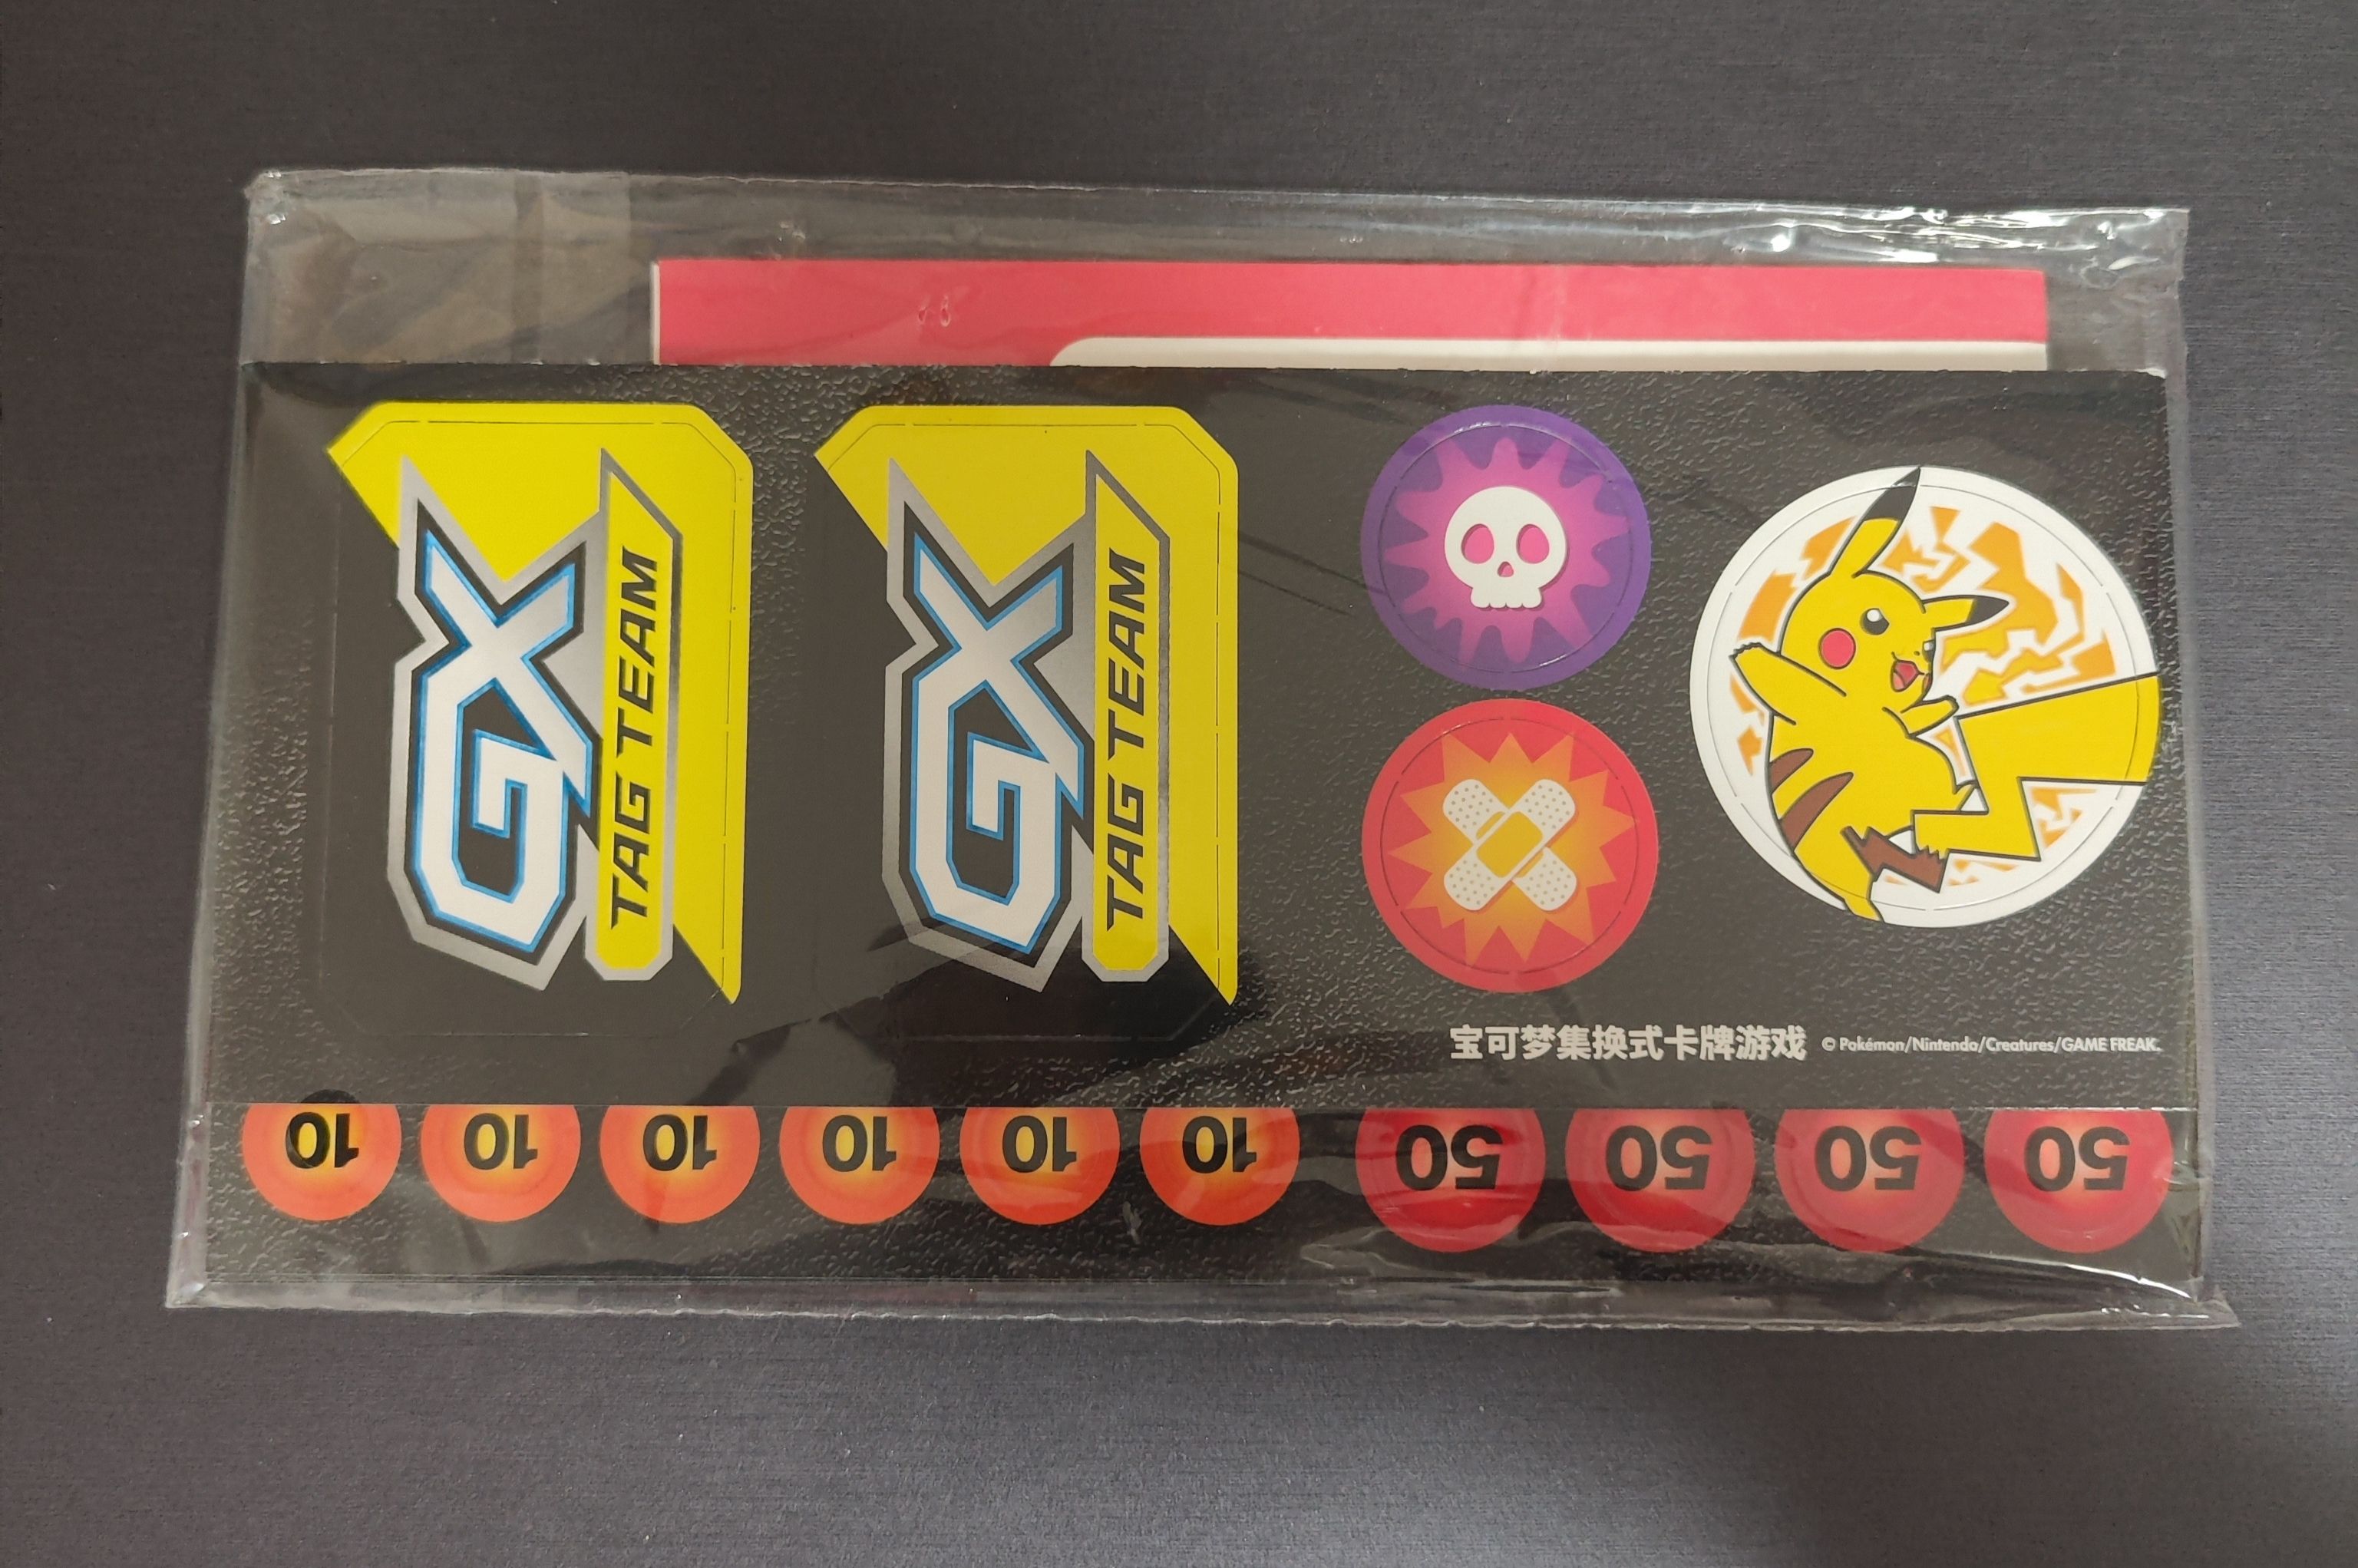 GX
TAG TEAM
GX
TAG TEAM
宝可梦集换式卡牌游戏 © Pokémon/Nintendo/Creatures/GAME FREAK.
10 10 10 10 10 10 50 50 50 50